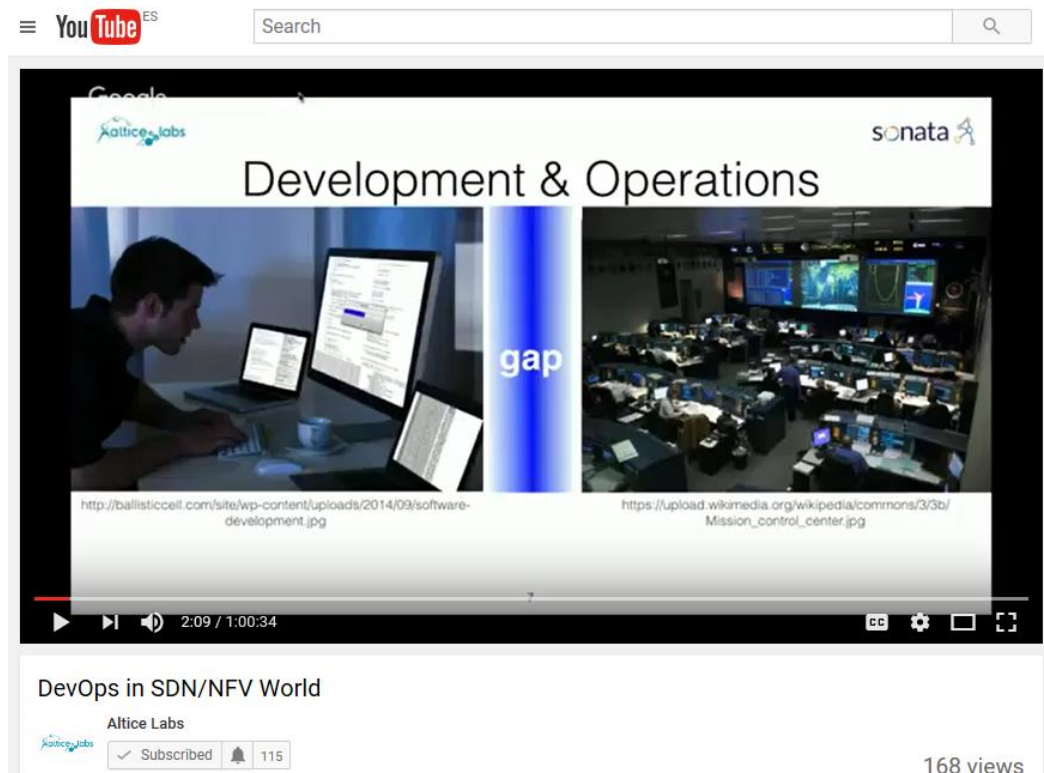 YouTube ES
Search
Google
altice labs
sonata
Development & Operations
gap
http://ballisticcell.com/site/wp-content/uploads/2014/09/software-
development.jpg
https://upload.wikimedia.org/wikipedia/commons/3/3b/
Mission_control_center.jpg
7
2:09 / 1:00:34
CC
DevOps in SDN/NFV World
Altice Labs
altice labs
Subscribed
115
168 views